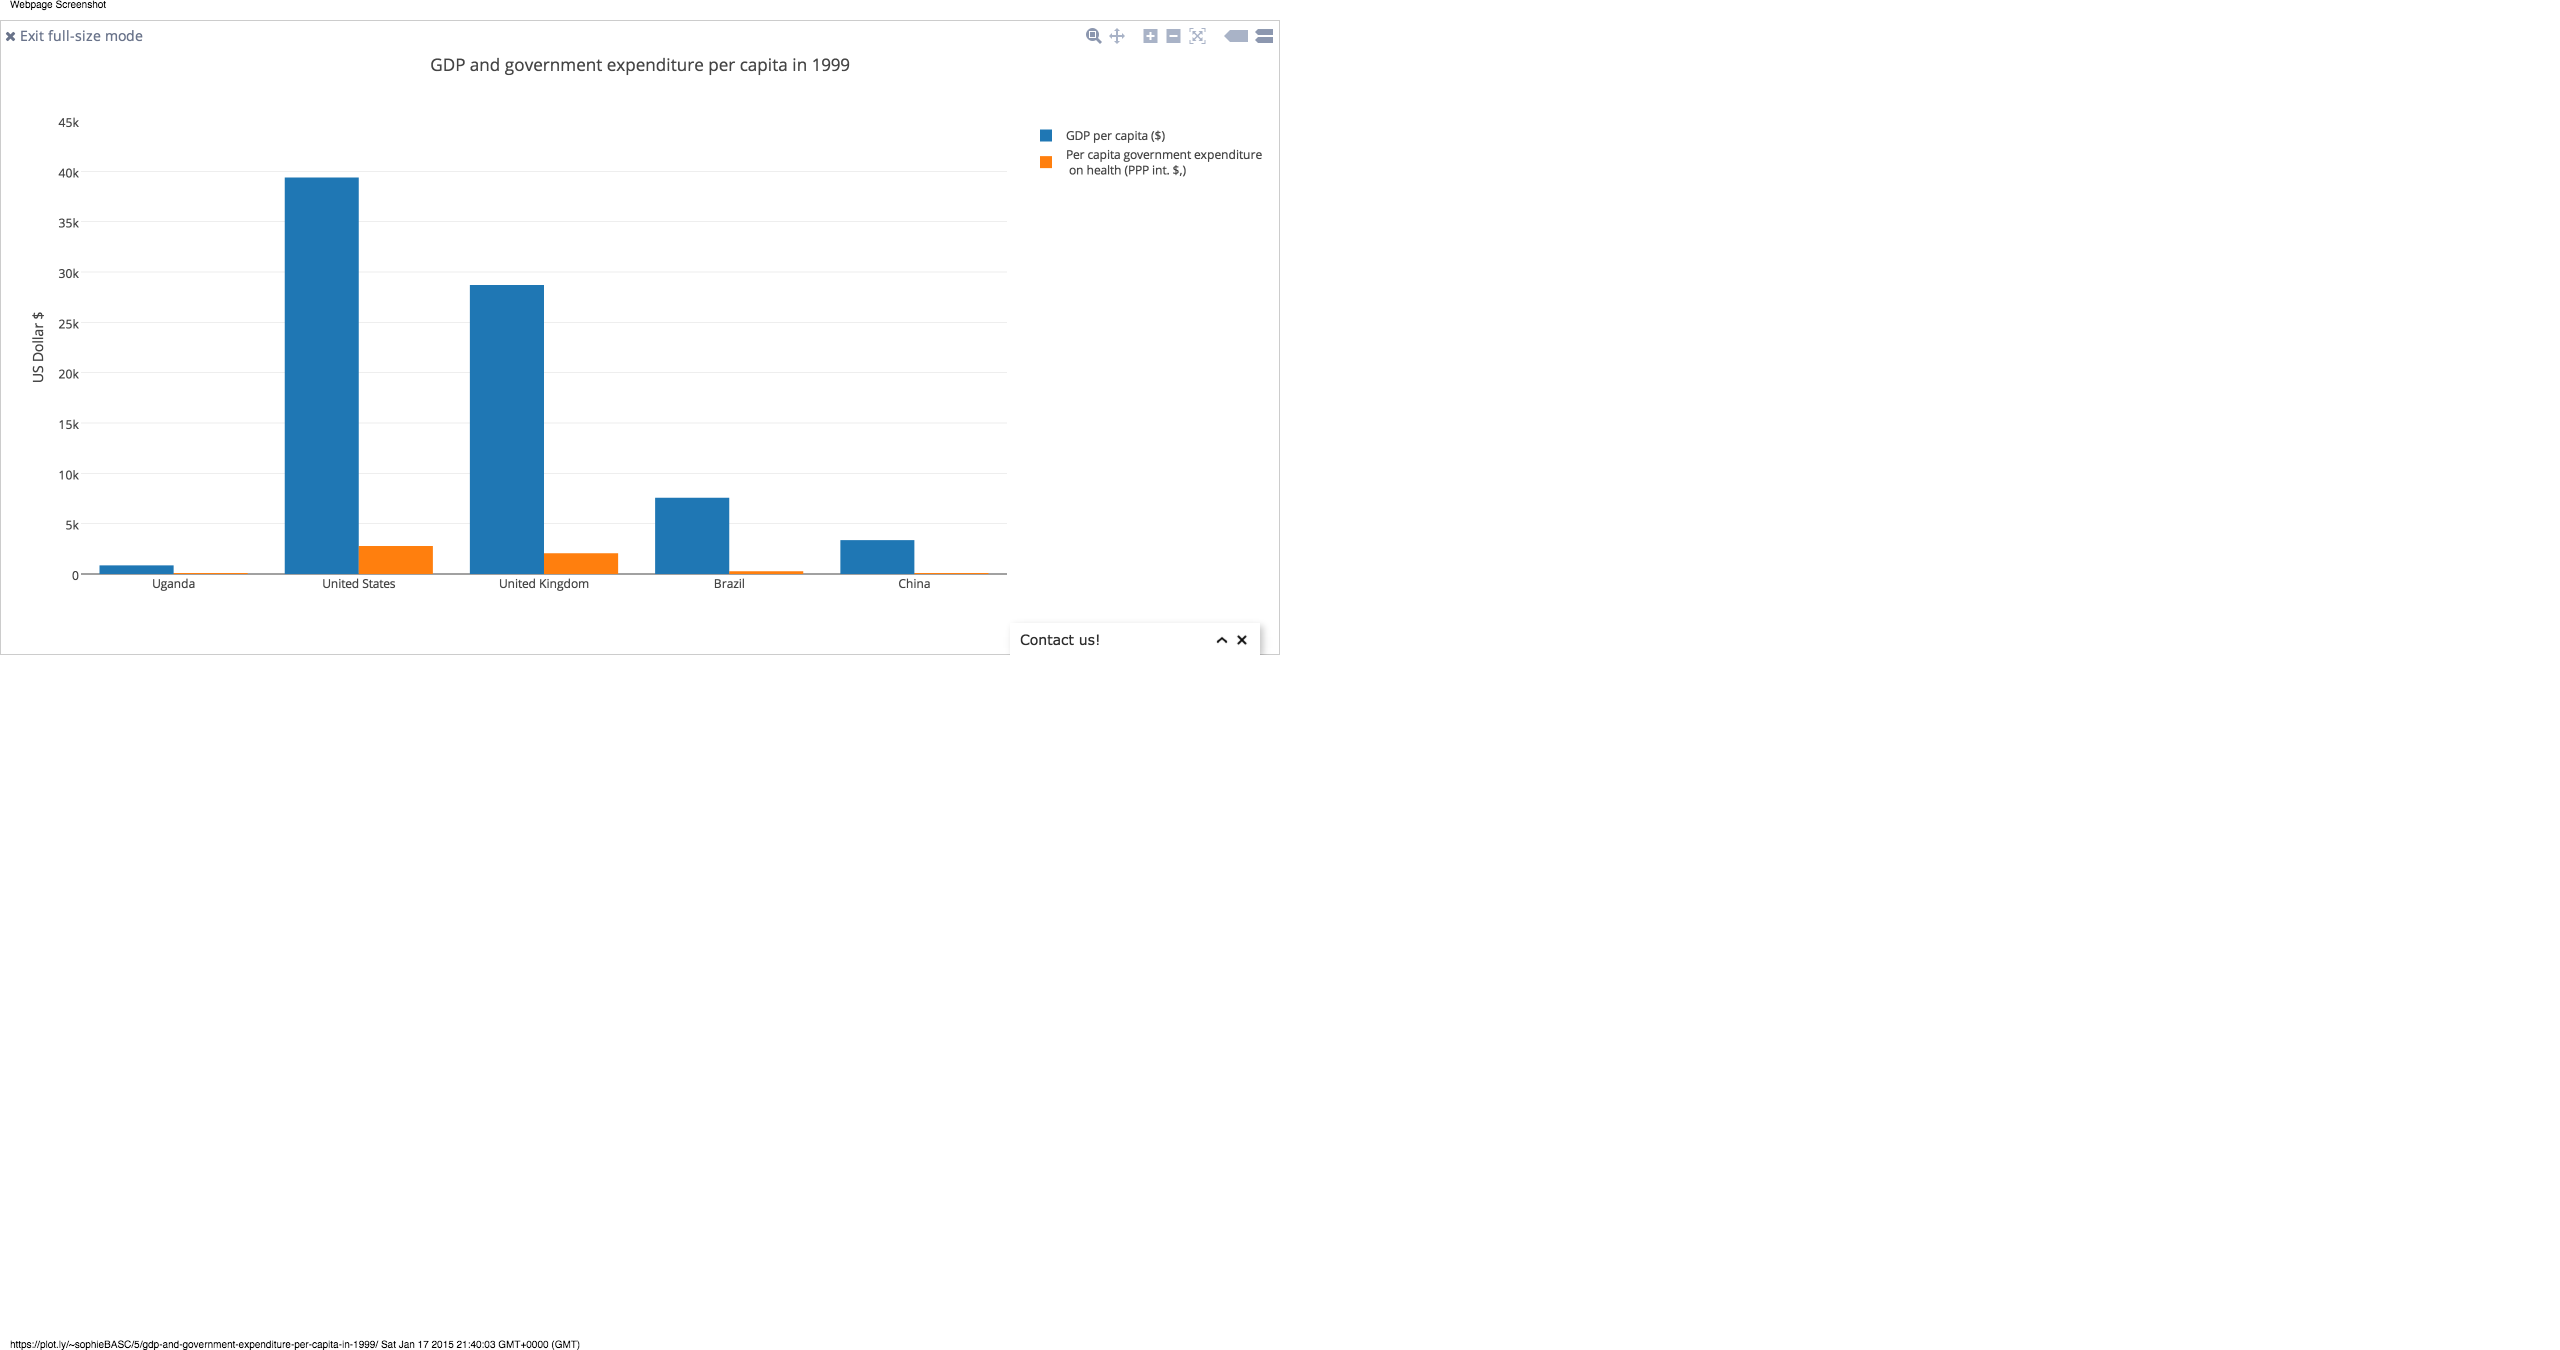 Webpage Screenshot
Exit full-size mode
GDP and government expenditure per capita in 1999
45k
40k
35k
30k
25k
20k
15k
10k
5k
0
US Dollar $
GDP per capita ($)
Per capita government expenditure
on health (PPP int. $,)
Uganda
United States
United Kingdom
Brazil
China
Contact us!
https://plot.ly/~sophieBASC/5/gdp-and-government-expenditure-per-capita-in-1999/ Sat Jan 17 2015 21:40:03 GMT+0000 (GMT)